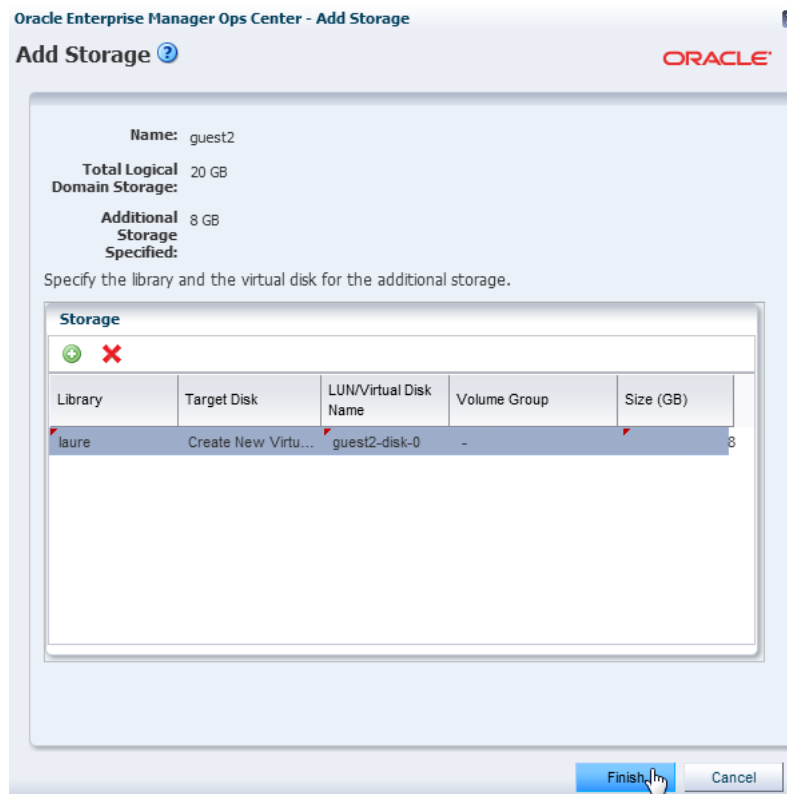 Oracle Enterprise Manager Ops Center - Add Storage
Add Storage ?
ORACLE
Name: guest2
Total Logical Domain Storage: 20 GB
Additional Storage Specified: 8 GB
Specify the library and the virtual disk for the additional storage.
Storage
Library Target Disk LUN/Virtual Disk Name Volume Group Size (GB)
laure Create New Virtu... guest2-disk-0 - 8
Finish Cancel